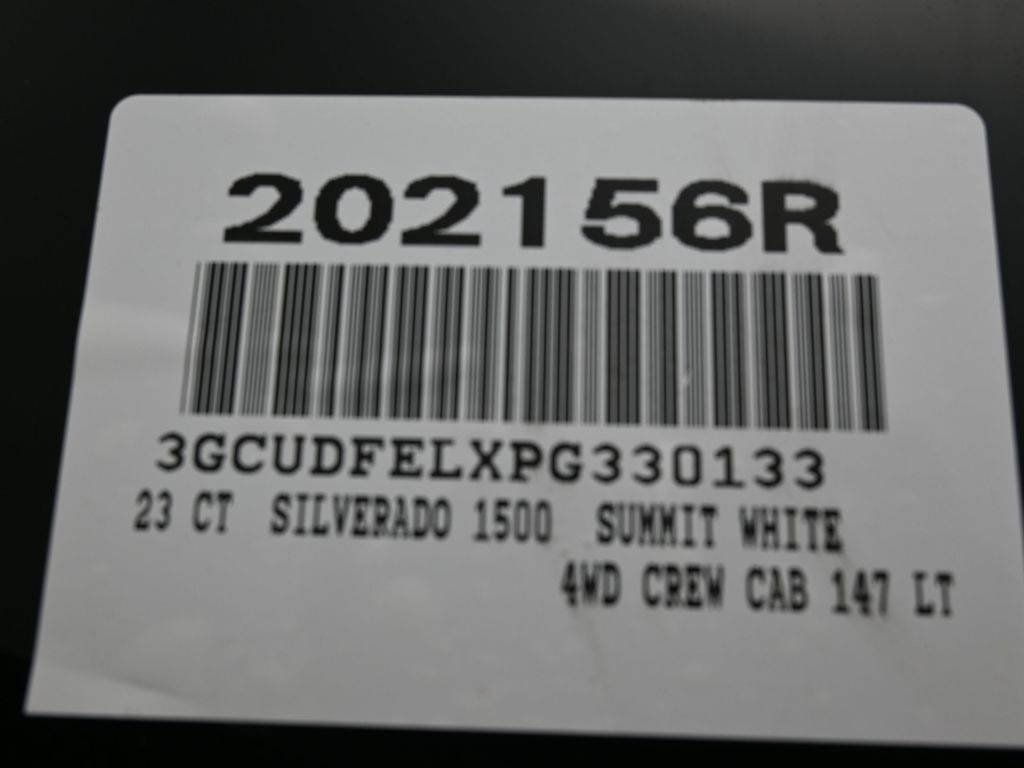 202156R
3GCUDFELXPG330133
23 CT SILVERADO 1500 SUMMIT WHITE
4WD CREW CAB 147 LT